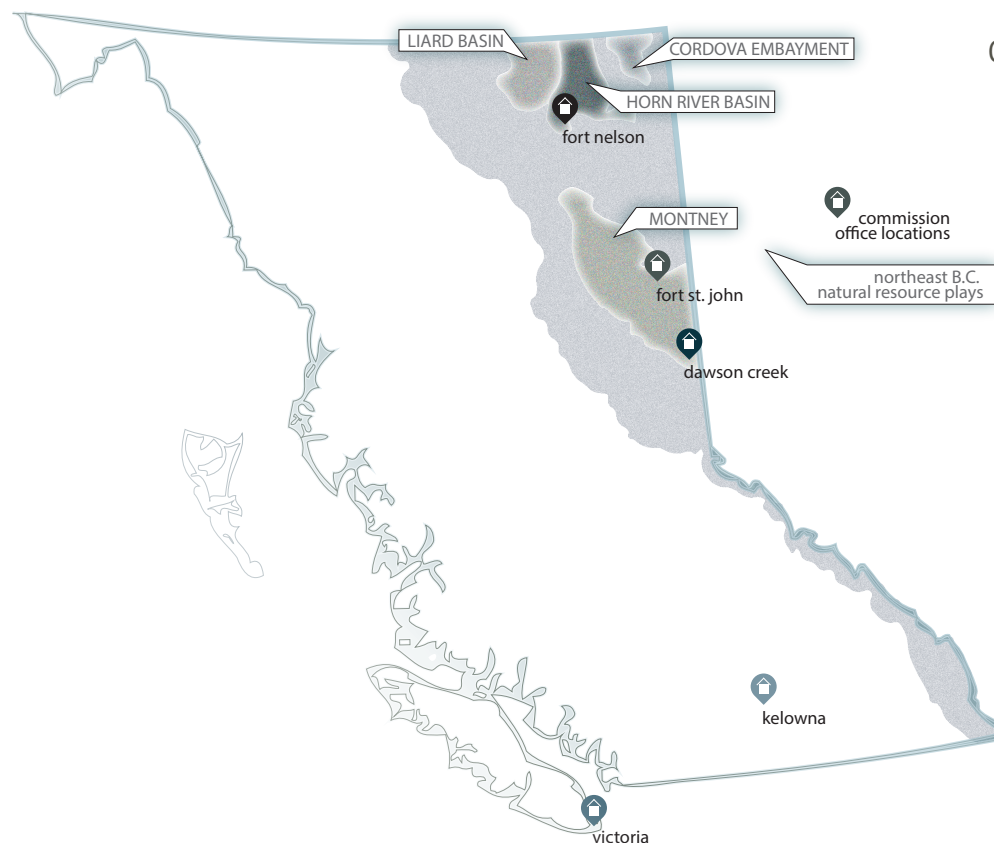 LIARD BASIN
CORDOVA EMBAYMENT
HORN RIVER BASIN
fort nelson
MONTNEY
commission
office locations
fort st. john
northeast B.C.
natural resource plays
dawson creek
kelowna
victoria